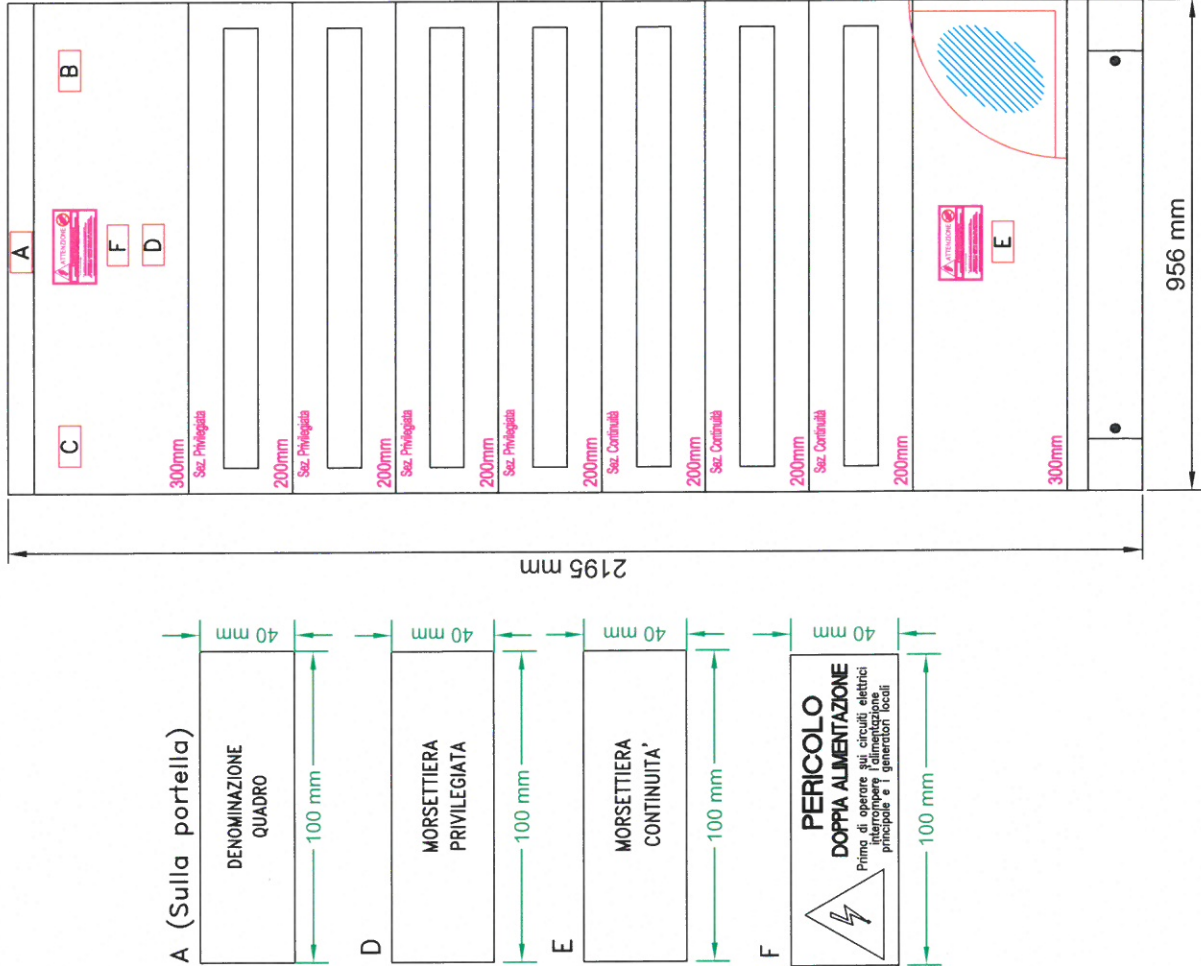 A (Sulla portella)
DENOMINAZIONE
QUADRO
40 mm
100 mm
D
MORSETTIERA
PRIVILEGIATA
40 mm
100 mm
E
MORSETTIERA
CONTINUITA'
40 mm
100 mm
F
PERICOLO
DOPPIA ALIMENTAZIONE
Prima di operare sui circuiti elettrici
interrompere l'alimentazione
principale e i generatori locali
40 mm
100 mm
2195 mm
A
C
ATTENZIONE
B
F
D
300mm
Sez. Privilegiata
200mm
Sez. Privilegiata
200mm
Sez. Privilegiata
200mm
Sez. Privilegiata
200mm
Sez. Continuità
200mm
Sez. Continuità
200mm
Sez. Continuità
200mm
ATTENZIONE
E
300mm
956 mm